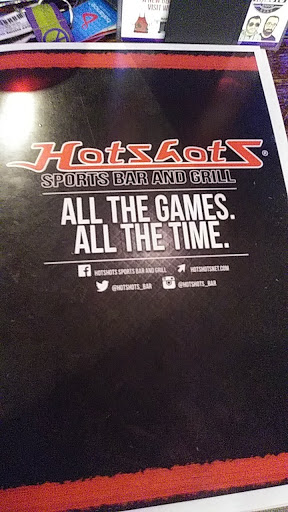 HotshotS®
SPORTS BAR AND GRILL
ALL THE GAMES.
ALL THE TIME.
HOTSHOTS SPORTS BAR AND GRILL
HOTSHOTSNET.COM
@HOTSHOTS_BAR
@HOTSHOTS_BAR